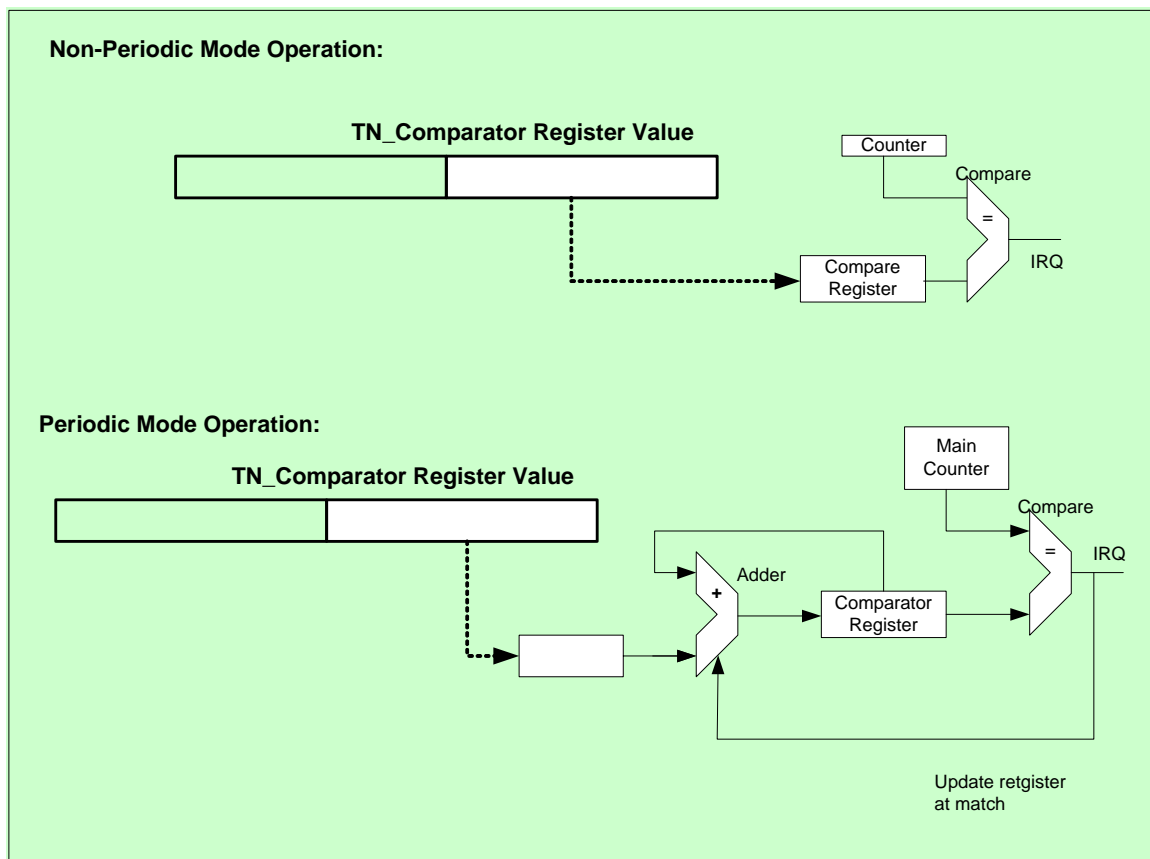 Non-Periodic Mode Operation:
TN_Comparator Register Value
Counter
Compare
=
IRQ
Compare
Register
Periodic Mode Operation:
TN_Comparator Register Value
Main
Counter
Compare
=
IRQ
Adder
+
Comparator
Register
Update retgister
at match